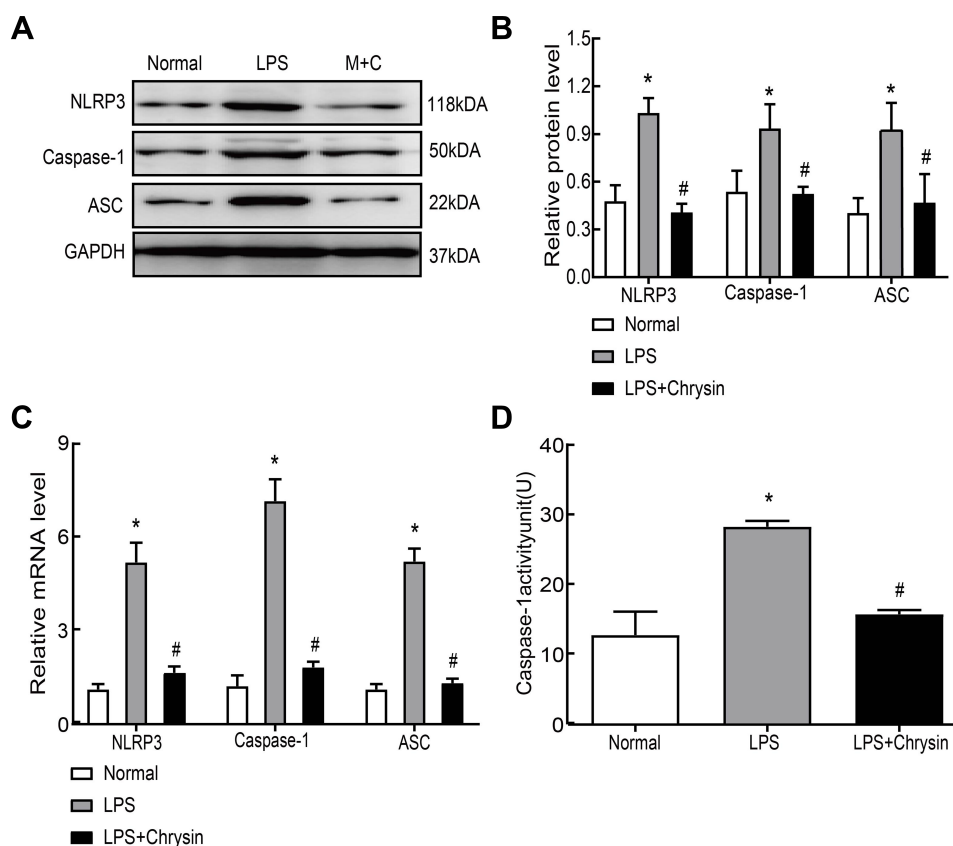 A
Normal LPS M+C
NLRP3 118kDA
Caspase-1 50kDA
ASC 22kDA
GAPDH 37kDA
B
Relative protein level
1.5
1.2
0.9
0.6
0.3
0.0
* # * # * #
NLRP3 Caspase-1 ASC
Normal
LPS
LPS+Chrysin
C
Relative mRNA level
9
6
3
0
* # * # * #
NLRP3 Caspase-1 ASC
Normal
LPS
LPS+Chrysin
D
Caspase-1activityunit(U)
40
30
20
10
0
* #
Normal LPS LPS+Chrysin